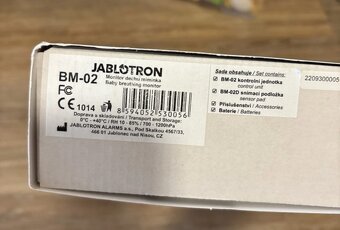 JABLOTRON
BM-02
Monitor dechu miminka
Baby breathing monitor
FC
CE 1014
8 594052 530056
Doprava a skladování / Transport and Storage:
0°C - +40°C / RH 10 - 85% / 700 - 1200hPa
JABLOTRON ALARMS a.s., Pod Skalkou 4567/33,
466 01 Jablonec nad Nisou, CZ
Sada obsahuje / Set contains:
BM-02 kontrolní jednotka
control unit
BM-02D snímací podložka
sensor pad
Příslušenství / Accessories
Baterie / Batteries
2209300005